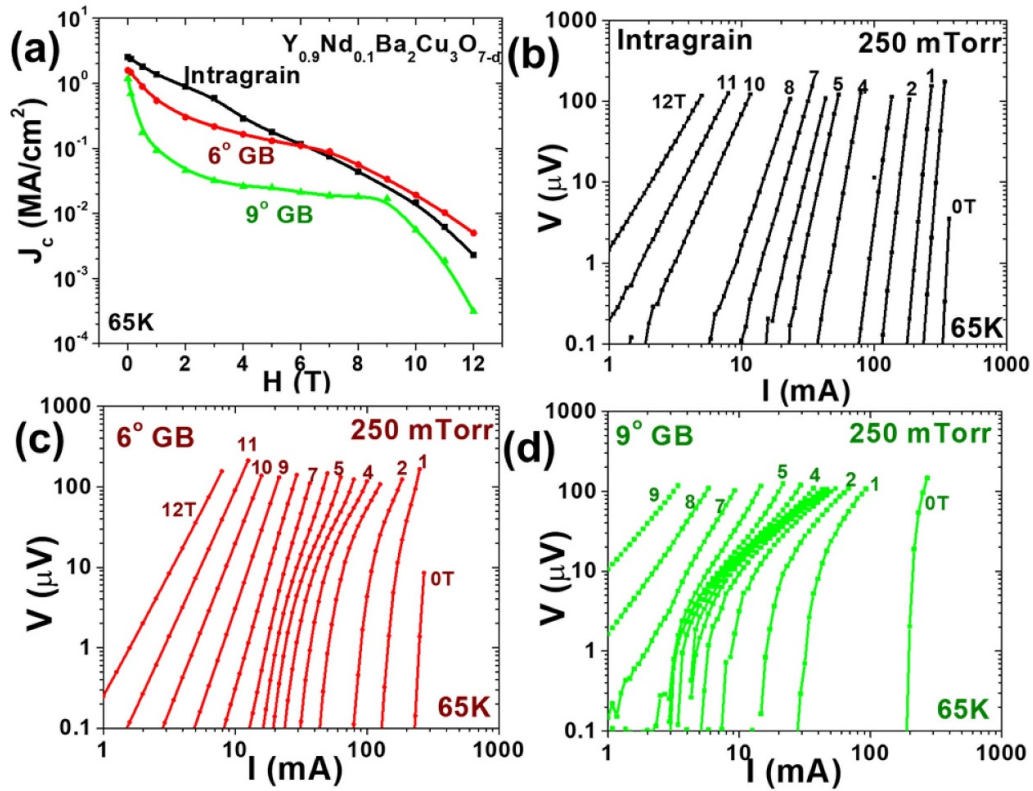 (a)
Y0.9Nd0.1Ba2Cu3O7-d
Intragrain
6° GB
9° GB
65K
Jc (MA/cm²)
10¹
10⁰
10⁻¹
10⁻²
10⁻³
10⁻⁴
0 2 4 6 8 10 12
H (T)
(b)
Intragrain 250 mTorr
12T 11 10 8 7 5 4 2 1
0T
65K
V (μV)
1000
100
10
1
0.1
1 10 100 1000
I (mA)
(c)
6° GB 250 mTorr
12T 11 10 9 7 5 4 2 1
0T
65K
V (μV)
1000
100
10
1
0.1
1 10 100 1000
I (mA)
(d)
9° GB 250 mTorr
9 8 7 5 4 2 1
0T
65K
V (μV)
1000
100
10
1
0.1
1 10 100 1000
I (mA)